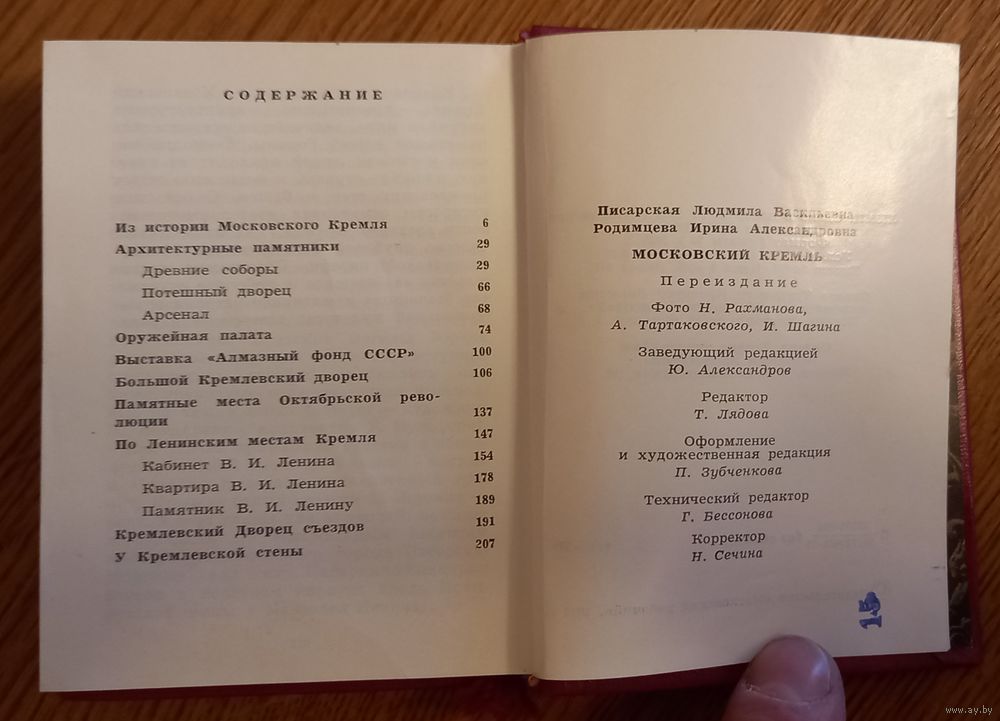 СОДЕРЖАНИЕ
Из истории Московского Кремля 6
Архитектурные памятники 29
Древние соборы 29
Потешный дворец 66
Арсенал 68
Оружейная палата 74
Выставка «Алмазный фонд СССР» 100
Большой Кремлевский дворец 106
Памятные места Октябрьской рево-
люции 137
По Ленинским местам Кремля 147
Кабинет В. И. Ленина 154
Квартира В. И. Ленина 178
Памятник В. И. Ленину 189
Кремлевский Дворец съездов 191
У Кремлевской стены 207
Писарская Людмила Васильевна
Родимцева Ирина Александровна
МОСКОВСКИЙ КРЕМЛЬ
Переиздание
Фото Н. Рахманова,
А. Тартаковского, И. Шагина
Заведующий редакцией
Ю. Александров
Редактор
Т. Лядова
Оформление
и художественная редакция
П. Зубченкова
Технический редактор
Г. Бессонова
Корректор
Н. Сечина
15
www.ay.by